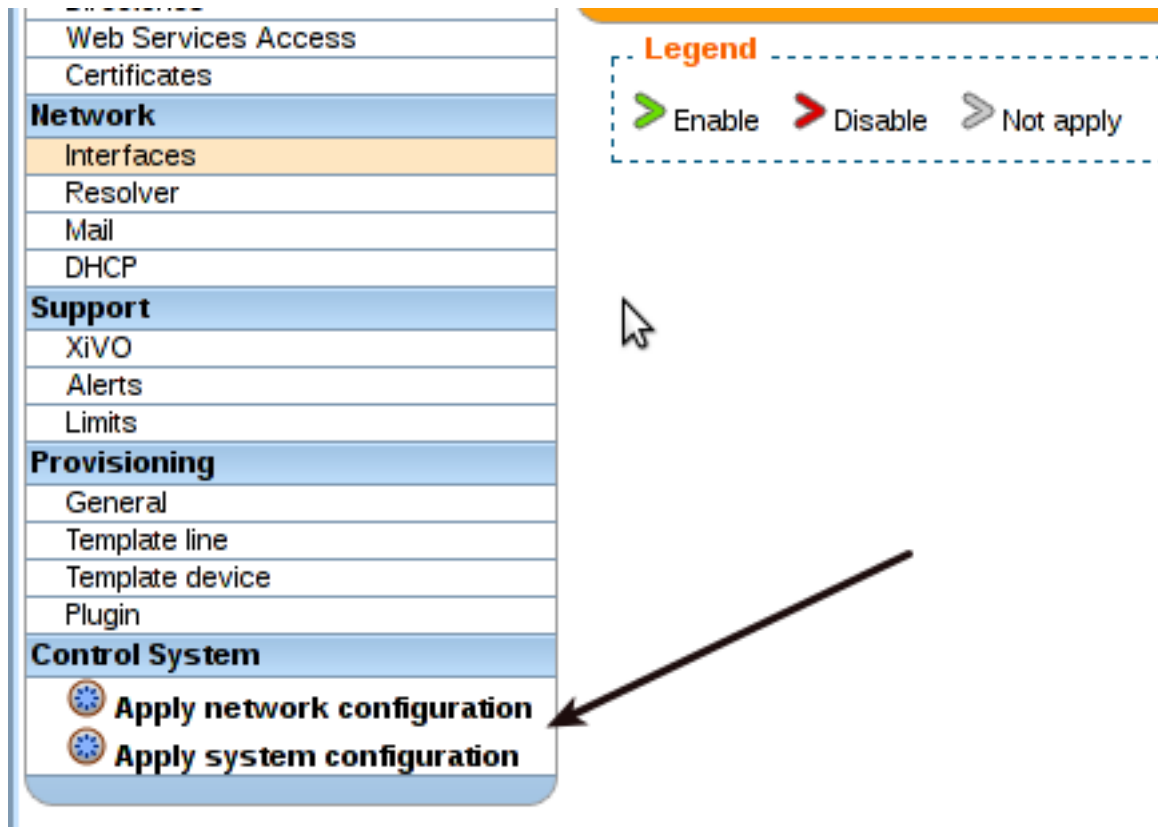 Web Services Access
Certificates
Network
Interfaces
Resolver
Mail
DHCP
Support
XiVO
Alerts
Limits
Provisioning
General
Template line
Template device
Plugin
Control System
Apply network configuration
Apply system configuration
Legend
Enable Disable Not apply